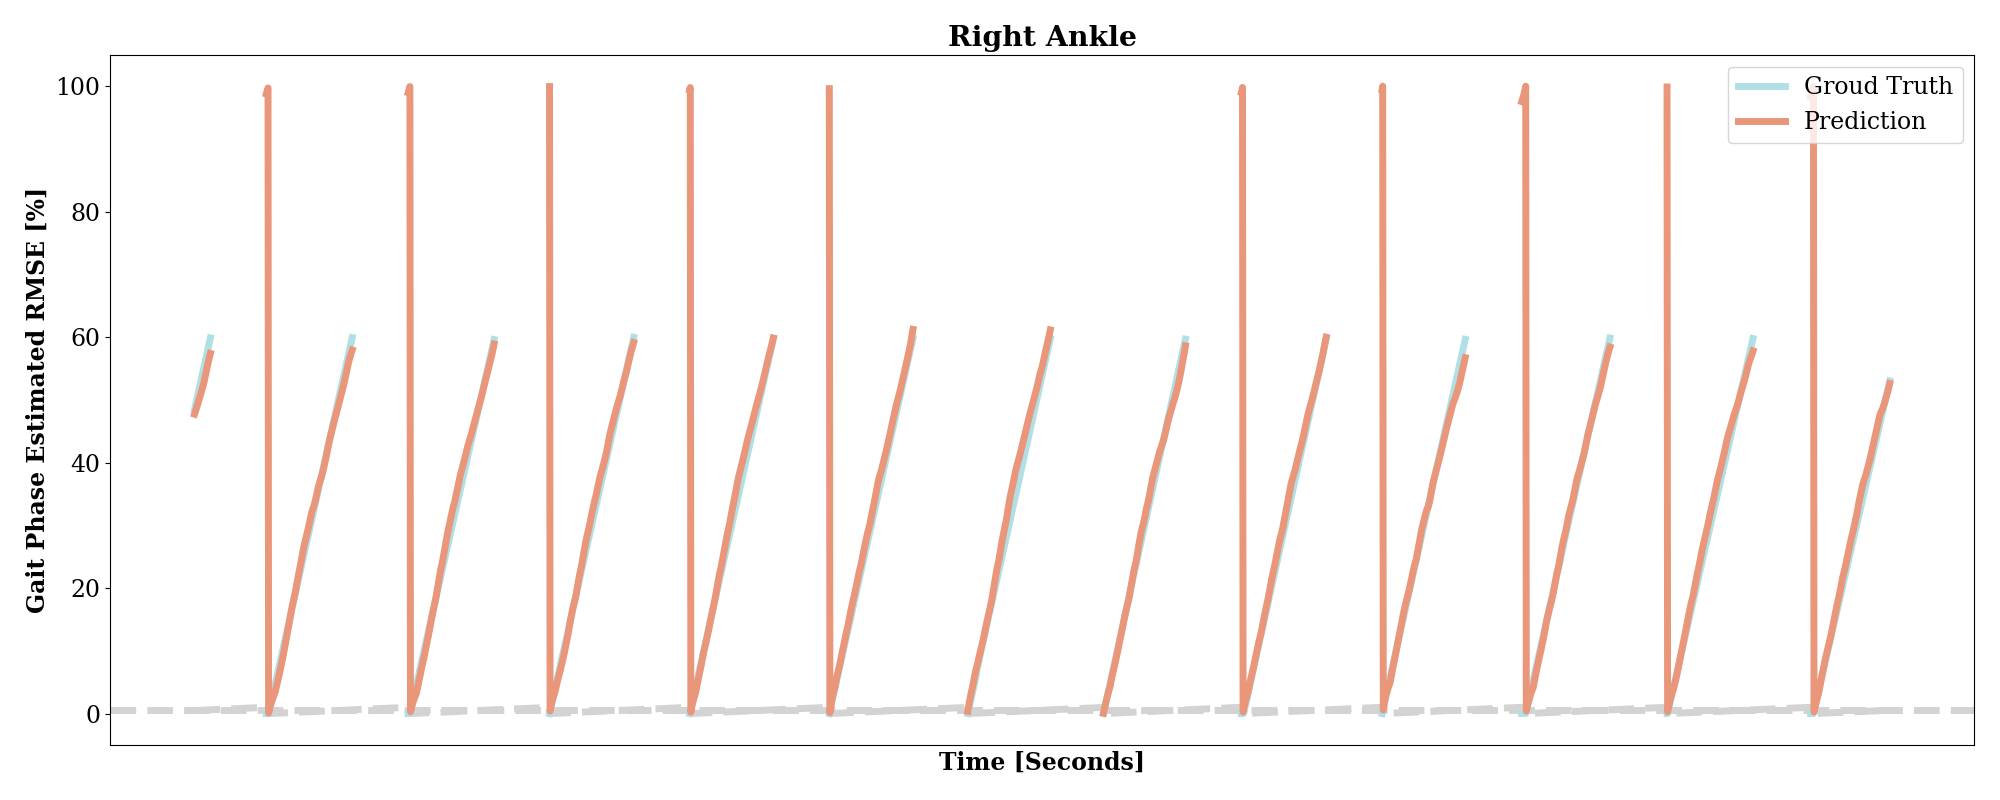 Right Ankle
Groud Truth
Prediction
Gait Phase Estimated RMSE [%]
100
80
60
40
20
0
Time [Seconds]